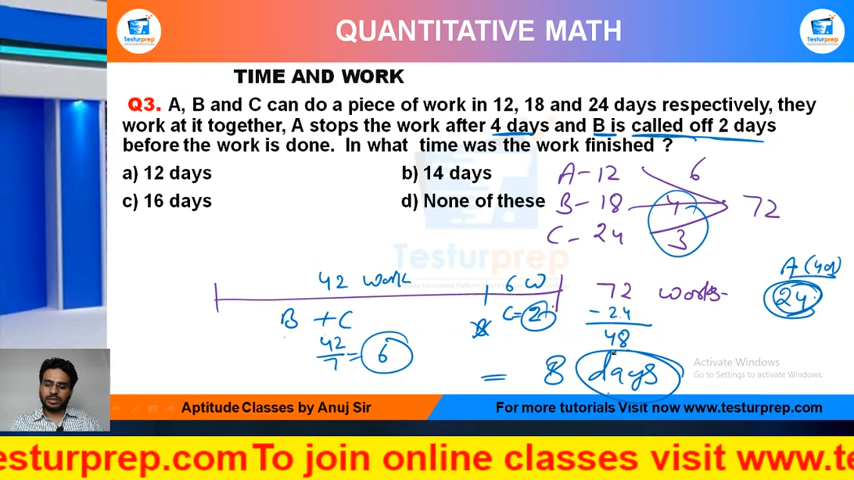 Testurprep
QUANTITATIVE MATH
Testurprep
TIME AND WORK
Q3. A, B and C can do a piece of work in 12, 18 and 24 days respectively, they
work at it together, A stops the work after 4 days and B is called off 2 days
before the work is done. In what time was the work finished ?
a) 12 days
b) 14 days
c) 16 days
d) None of these
A - 12 6
B - 18 4 72
C - 24 3
Testurprep
42 work 6 W 72 works
A (4d)
24
B + C C = 2
- 24
42/7 = 6
48
= 8 days
Activate Windows
Go to Settings to activate Windows.
Aptitude Classes by Anuj Sir
For more tutorials Visit now www.testurprep.com
esturprep.com To join online classes visit www.te